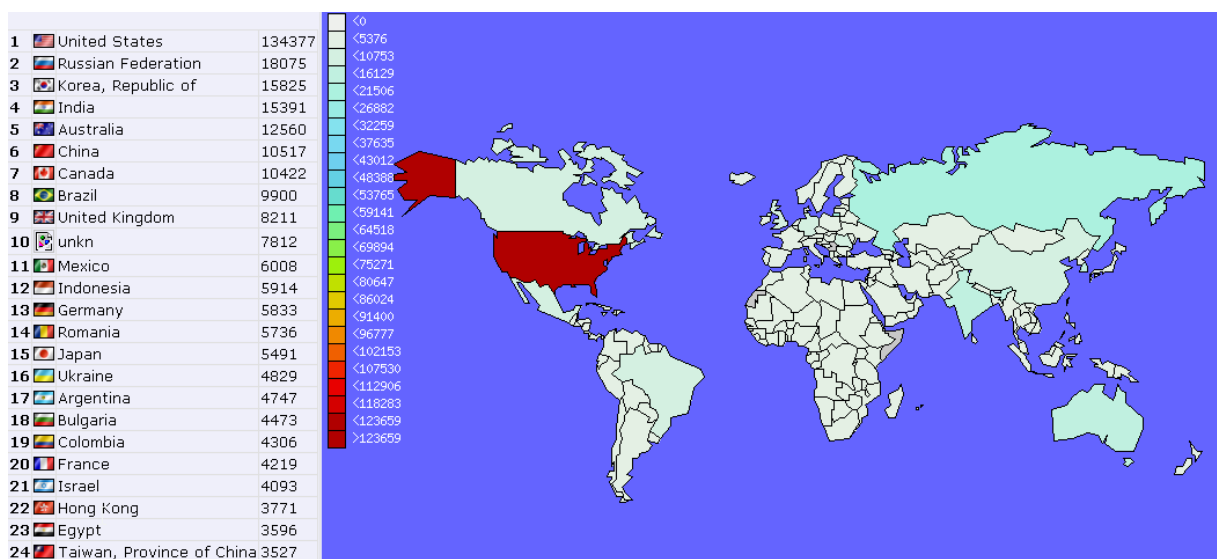 1 United States 134377
2 Russian Federation 18075
3 Korea, Republic of 15825
4 India 15391
5 Australia 12560
6 China 10517
7 Canada 10422
8 Brazil 9900
9 United Kingdom 8211
10 unkn 7812
11 Mexico 6008
12 Indonesia 5914
13 Germany 5833
14 Romania 5736
15 Japan 5491
16 Ukraine 4829
17 Argentina 4747
18 Bulgaria 4473
19 Colombia 4306
20 France 4219
21 Israel 4093
22 Hong Kong 3771
23 Egypt 3596
24 Taiwan, Province of China 3527
<0
<5376
<10753
<16129
<21506
<26882
<32259
<37635
<43012
<48388
<53765
<59141
<64518
<69894
<75271
<80647
<86024
<91400
<96777
<102153
<107530
<112906
<118283
<123659
>123659